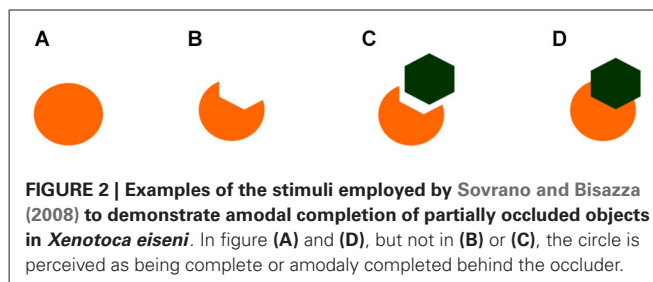 A B C D
FIGURE 2 | Examples of the stimuli employed by Sovrano and Bisazza
(2008) to demonstrate amodal completion of partially occluded objects
in Xenotoca eiseni. In figure (A) and (D), but not in (B) or (C), the circle is
perceived as being complete or amodaly completed behind the occluder.